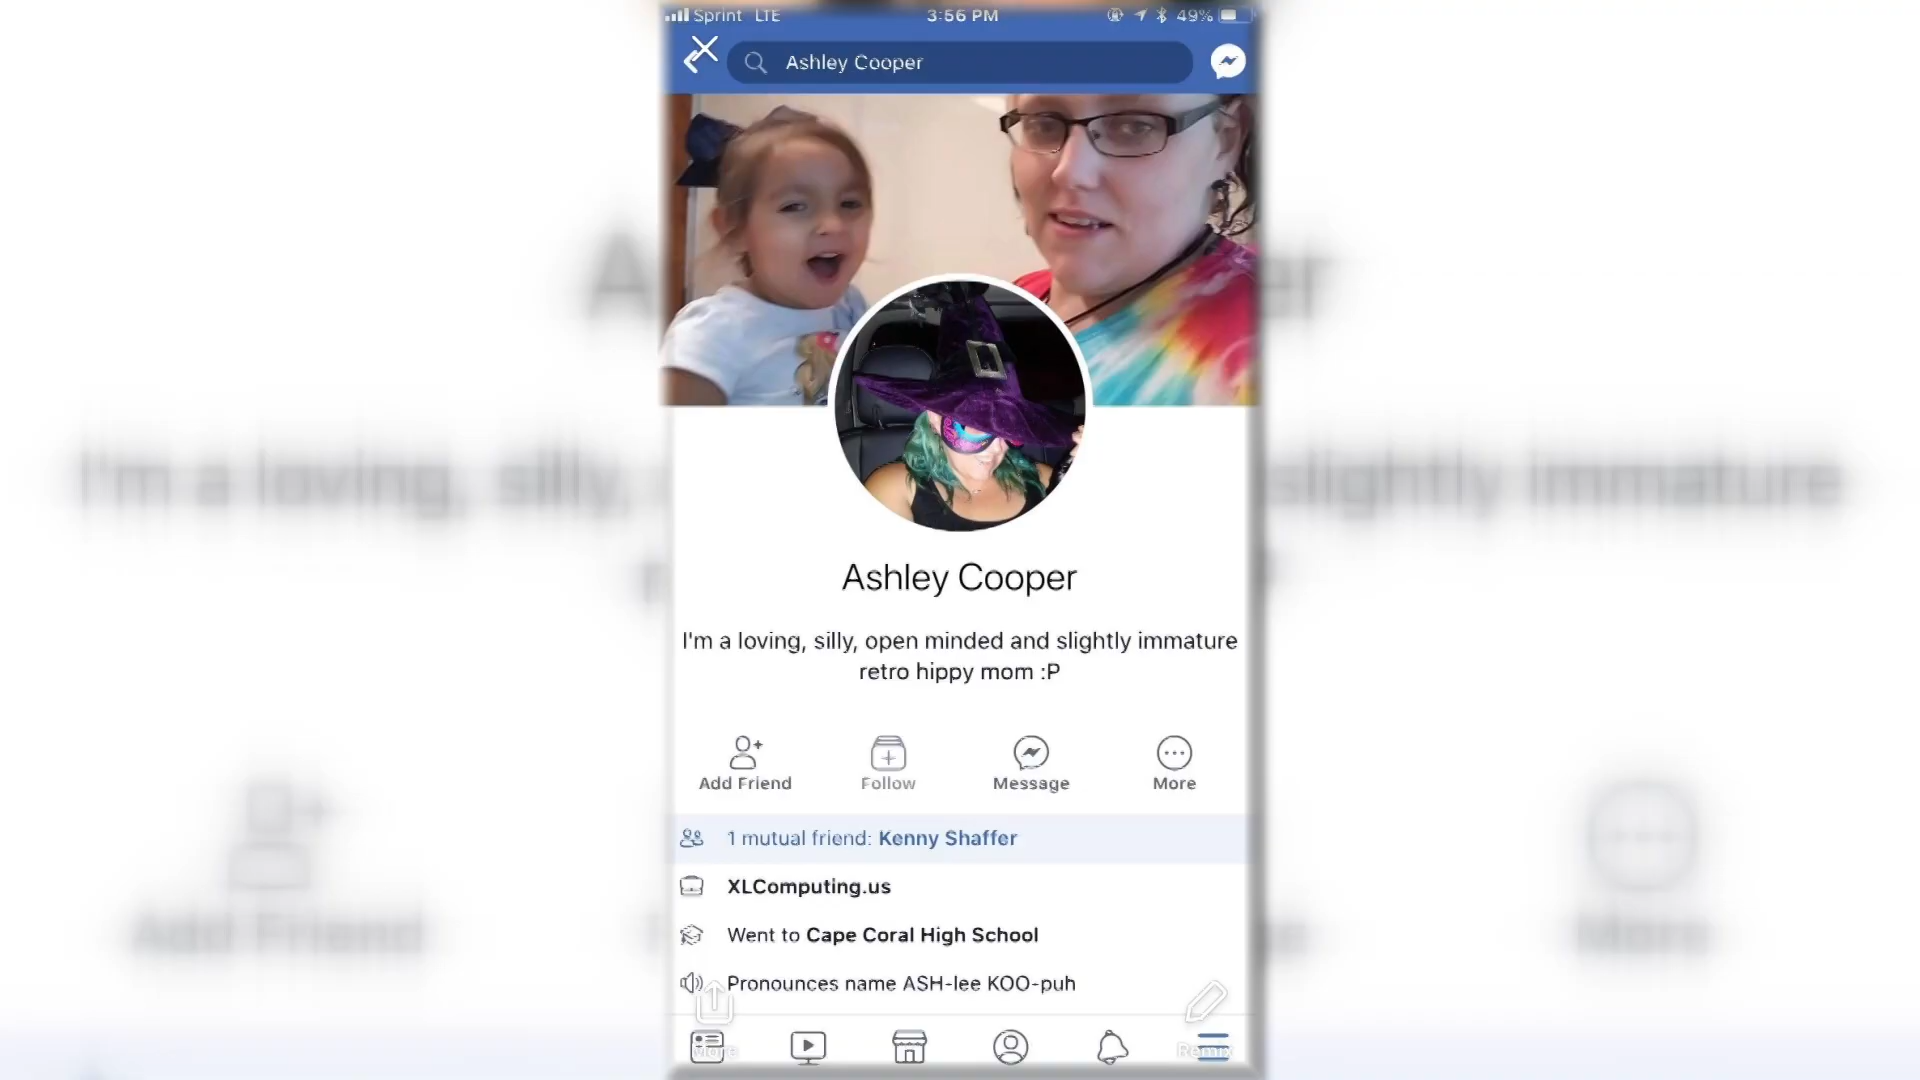 Sprint LTE 3:56 PM 49%
Ashley Cooper
Ashley Cooper
I'm a loving, silly, open minded and slightly immature
retro hippy mom :P
Add Friend Follow Message More
1 mutual friend: Kenny Shaffer
XLComputing.us
Went to Cape Coral High School
Pronounces name ASH-lee KOO-puh
More Remix